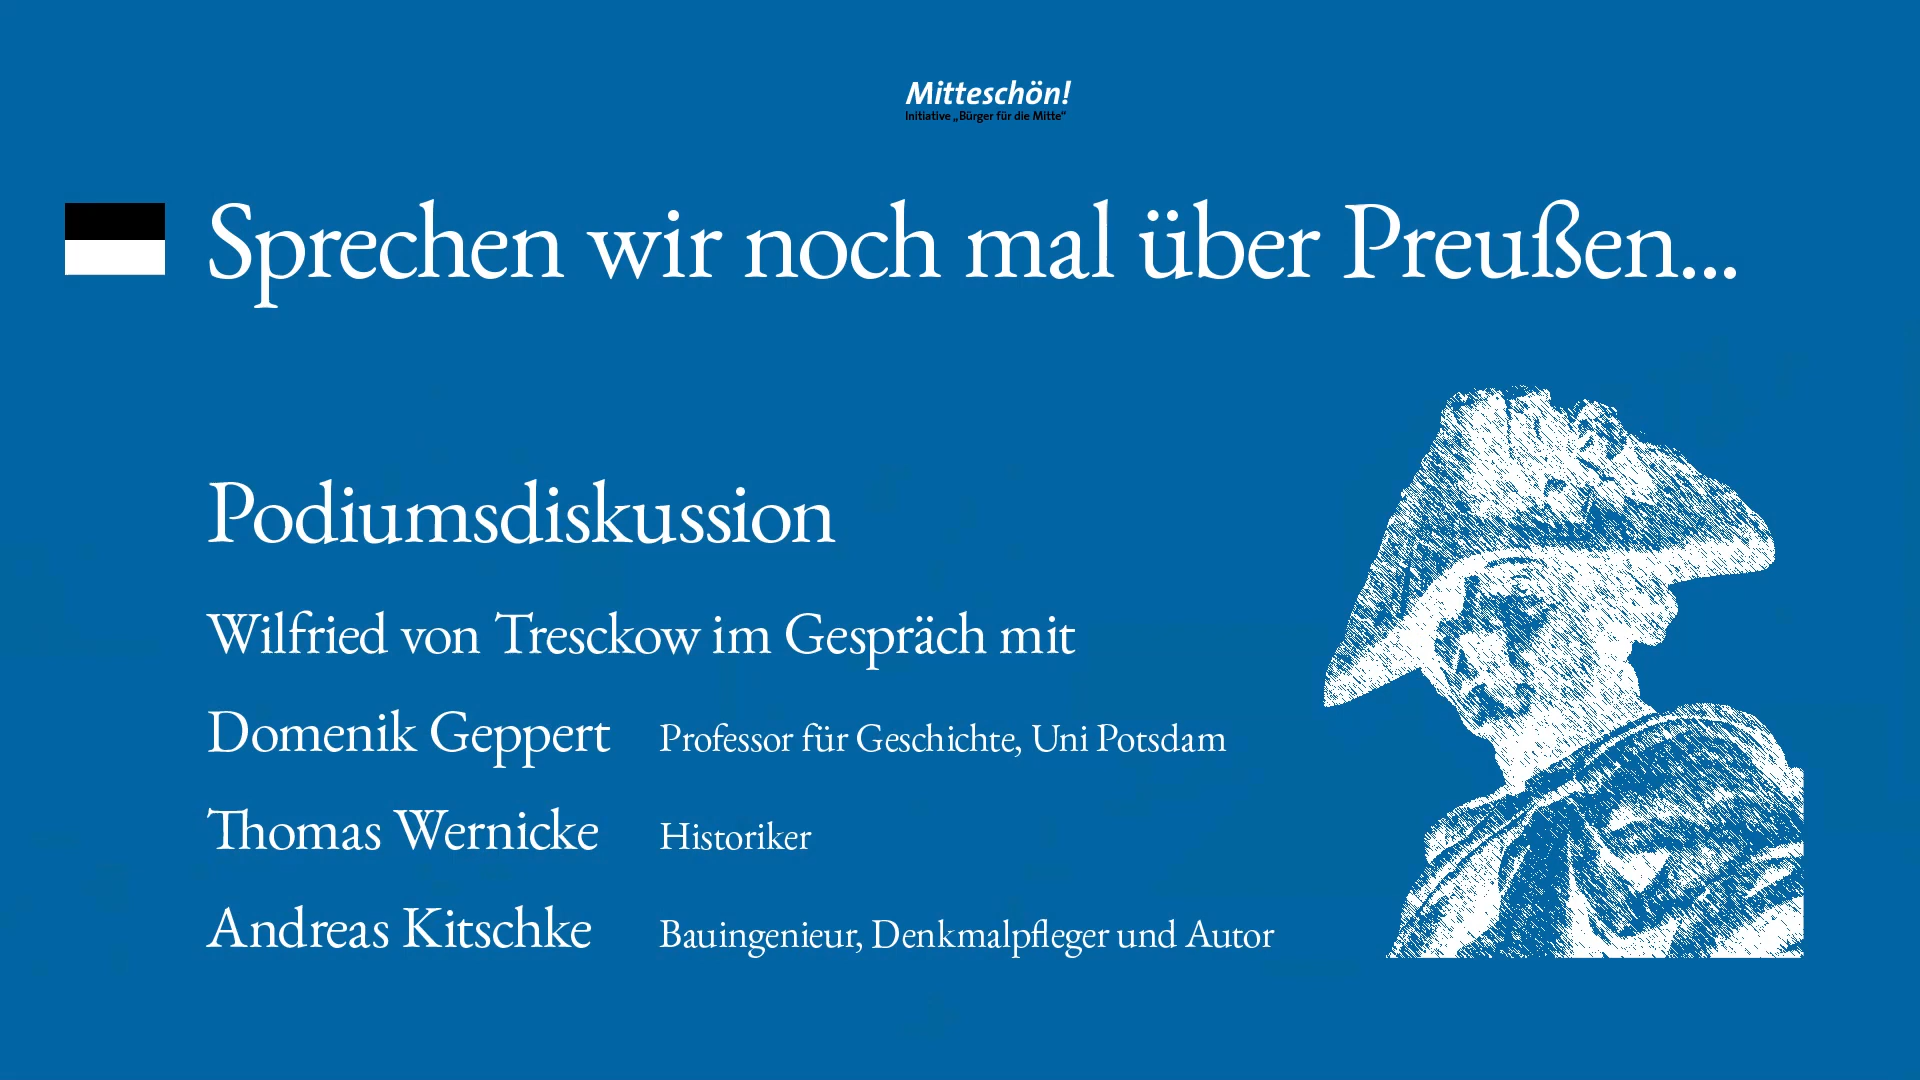 Mitteschön!
Initiative „Bürger für die Mitte“
Sprechen wir noch mal über Preußen...
Podiumsdiskussion
Wilfried von Tresckow im Gespräch mit
Domenik Geppert Professor für Geschichte, Uni Potsdam
Thomas Wernicke Historiker
Andreas Kitschke Bauingenieur, Denkmalpfleger und Autor